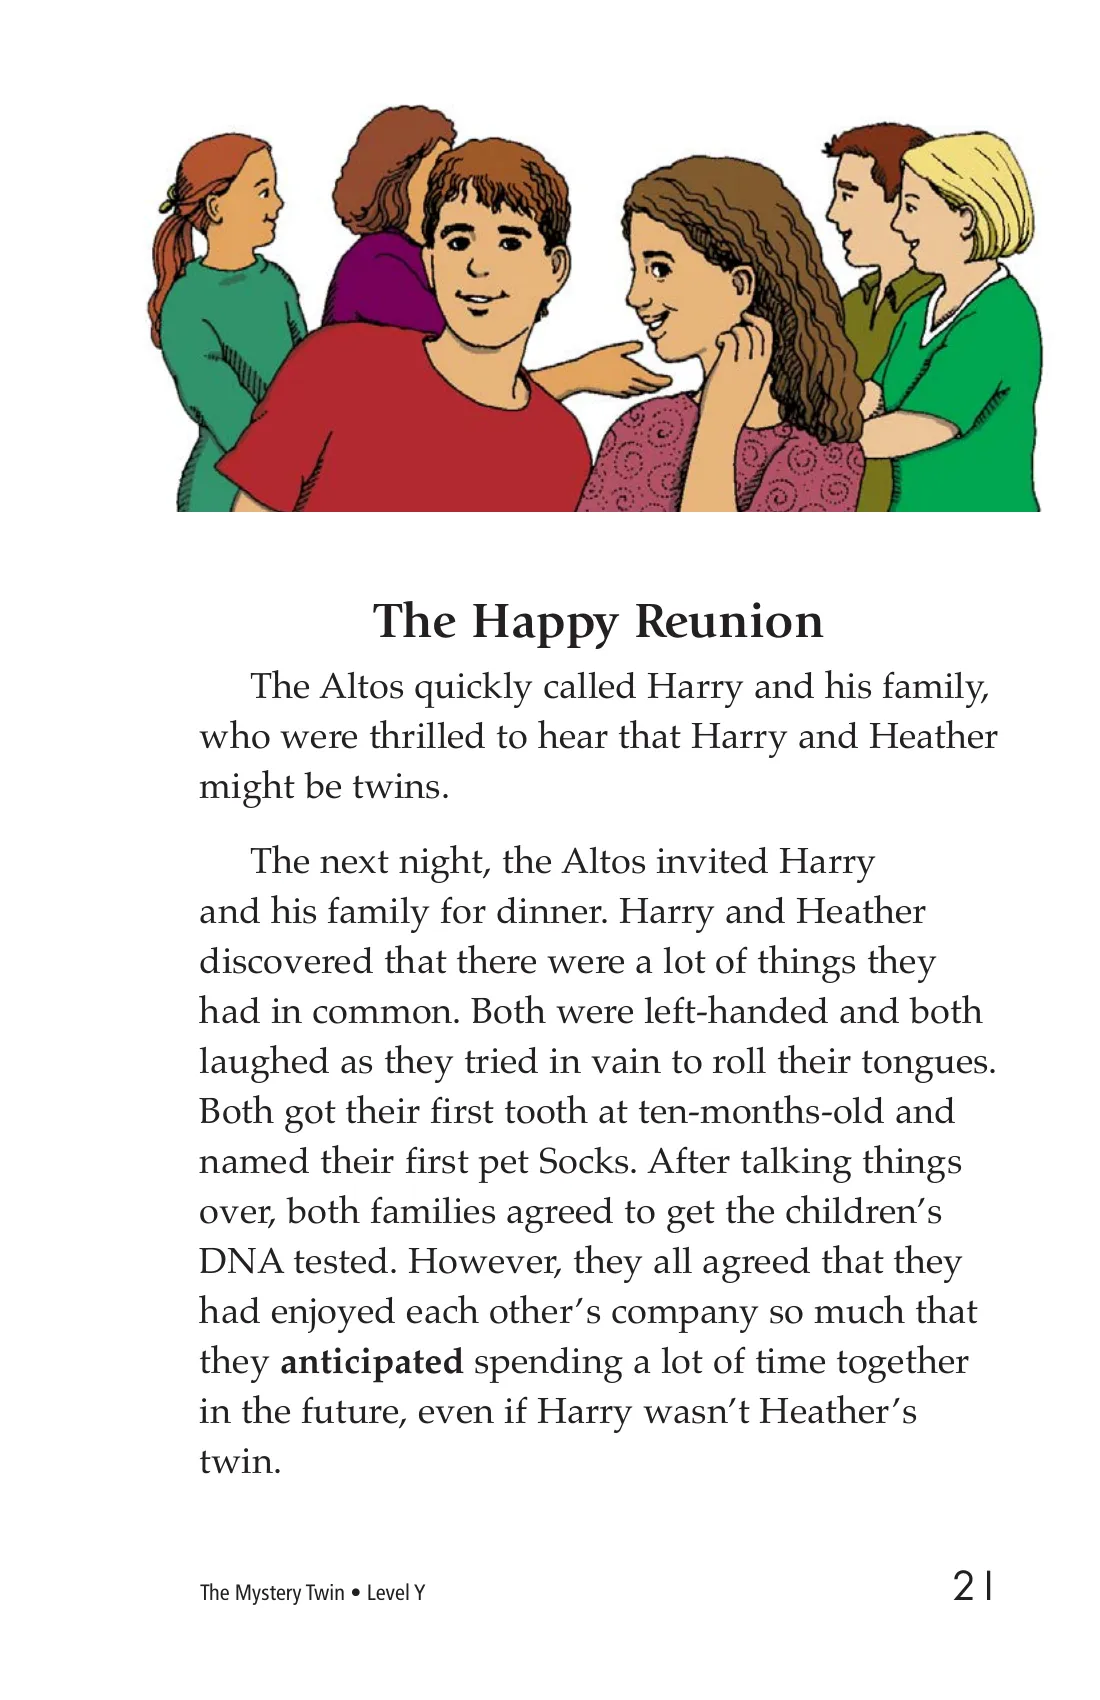 The Happy Reunion
The Altos quickly called Harry and his family,
who were thrilled to hear that Harry and Heather
might be twins.
The next night, the Altos invited Harry
and his family for dinner. Harry and Heather
discovered that there were a lot of things they
had in common. Both were left-handed and both
laughed as they tried in vain to roll their tongues.
Both got their first tooth at ten-months-old and
named their first pet Socks. After talking things
over, both families agreed to get the children’s
DNA tested. However, they all agreed that they
had enjoyed each other’s company so much that
they anticipated spending a lot of time together
in the future, even if Harry wasn’t Heather’s
twin.
The Mystery Twin • Level Y
21